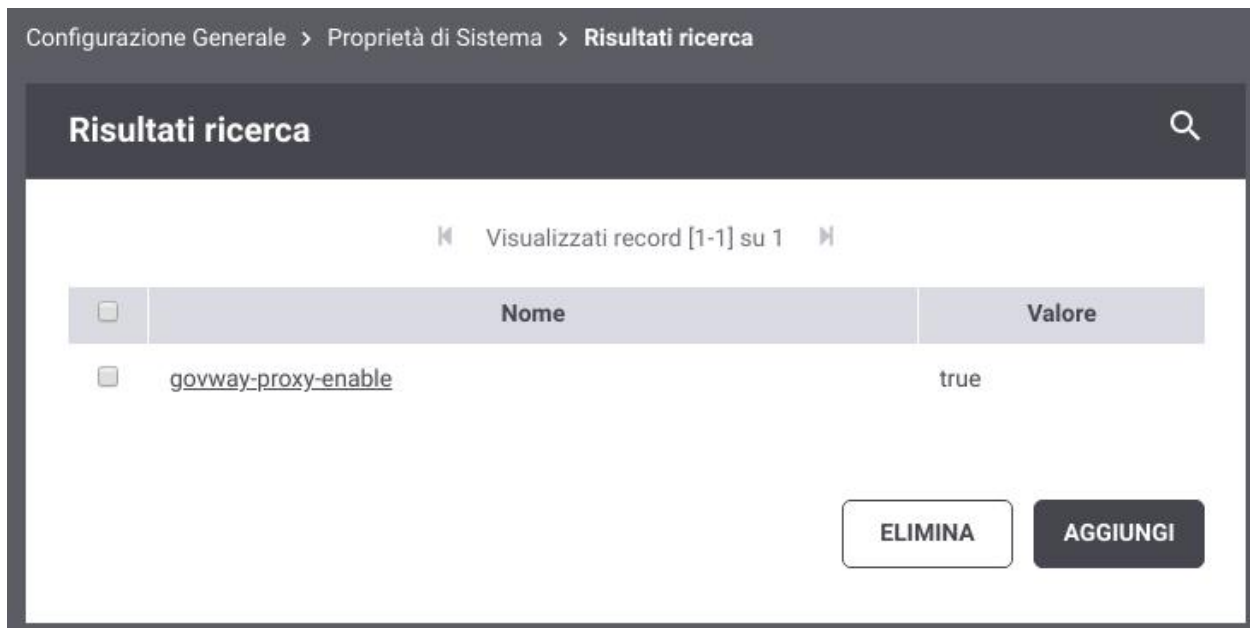 Configurazione Generale > Proprietà di Sistema > Risultati ricerca
Risultati ricerca
Visualizzati record [1-1] su 1
Nome Valore
govway-proxy-enable true
ELIMINA AGGIUNGI